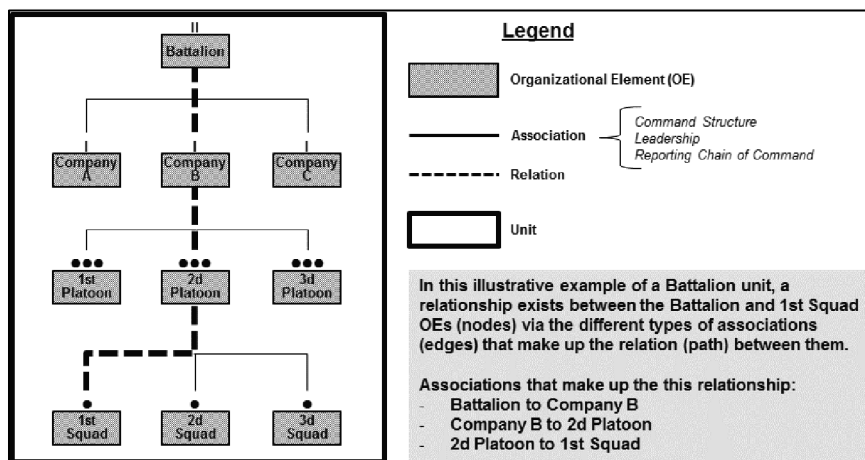 Battalion
Company A
Company B
Company C
1st Platoon
2d Platoon
3d Platoon
1st Squad
2d Squad
3d Squad
Legend
Organizational Element (OE)
Association
Command Structure
Leadership
Reporting Chain of Command
Relation
Unit
In this illustrative example of a Battalion unit, a
relationship exists between the Battalion and 1st Squad
OEs (nodes) via the different types of associations
(edges) that make up the relation (path) between them.
Associations that make up the this relationship:
- Battalion to Company B
- Company B to 2d Platoon
- 2d Platoon to 1st Squad